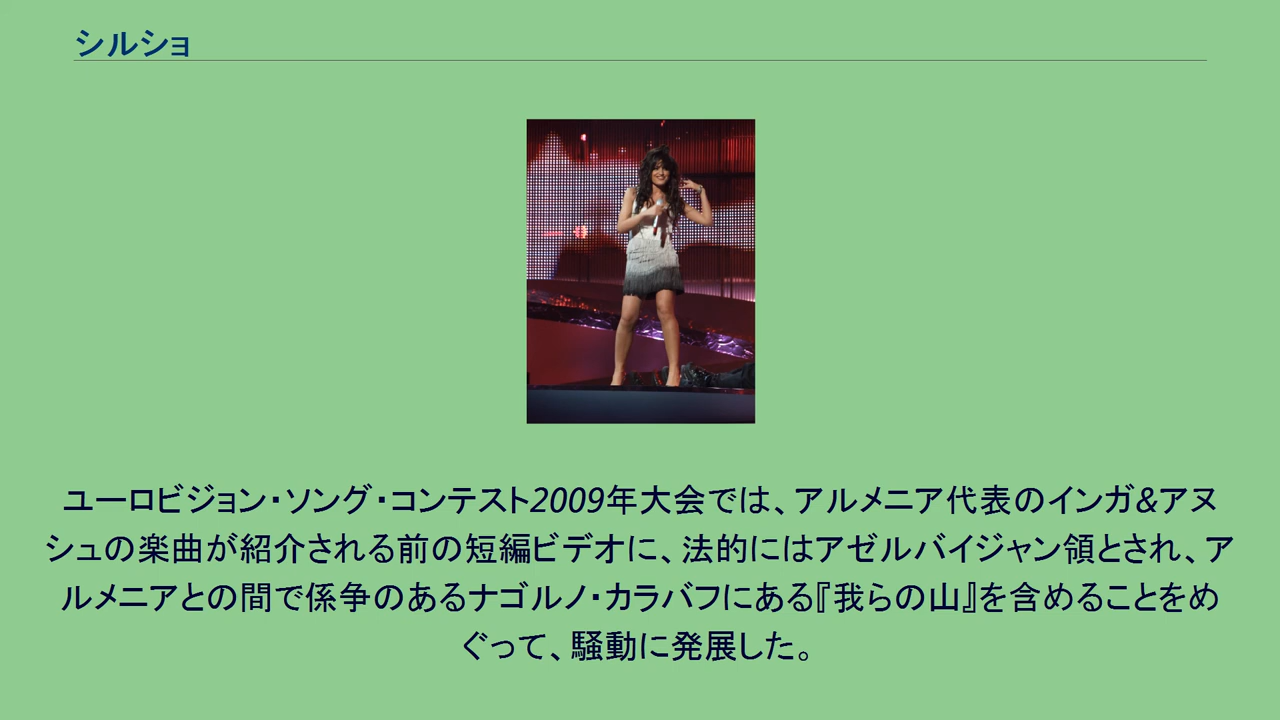 シルショ
ユーロビジョン・ソング・コンテスト2009年大会では、アルメニア代表のインガ&アヌ
シュの楽曲が紹介される前の短編ビデオに、法的にはアゼルバイジャン領とされ、ア
ルメニアとの間で係争のあるナゴルノ・カラバフにある『我らの山』を含めることをめ
ぐって、騒動に発展した。